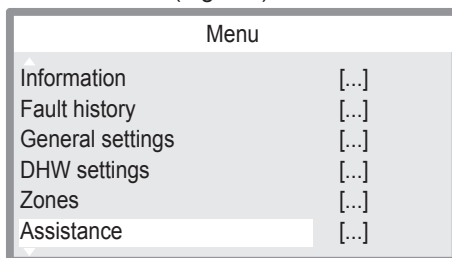 Menu
Information [...]
Fault history [...]
General settings [...]
DHW settings [...]
Zones [...]
Assistance [...]